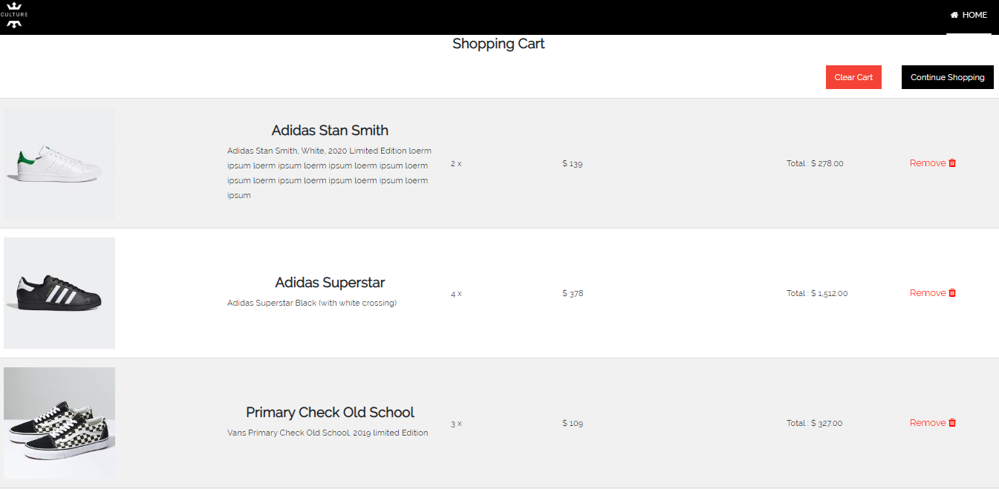 CULTURE
HOME
Shopping Cart
Clear Cart
Continue Shopping
Adidas Stan Smith
Adidas Stan Smith, White, 2020 Limited Edition loerm
ipsum loerm ipsum loerm ipsum loerm ipsum loerm
ipsum loerm ipsum loerm ipsum loerm ipsum loerm
ipsum
2 x
$ 139
Total : $ 278.00
Remove
Adidas Superstar
Adidas Superstar Black (with white crossing)
4 x
$ 378
Total : $ 1,512.00
Remove
Primary Check Old School
Vans Primary Check Old School, 2019 limited Edition
3 x
$ 109
Total : $ 327.00
Remove